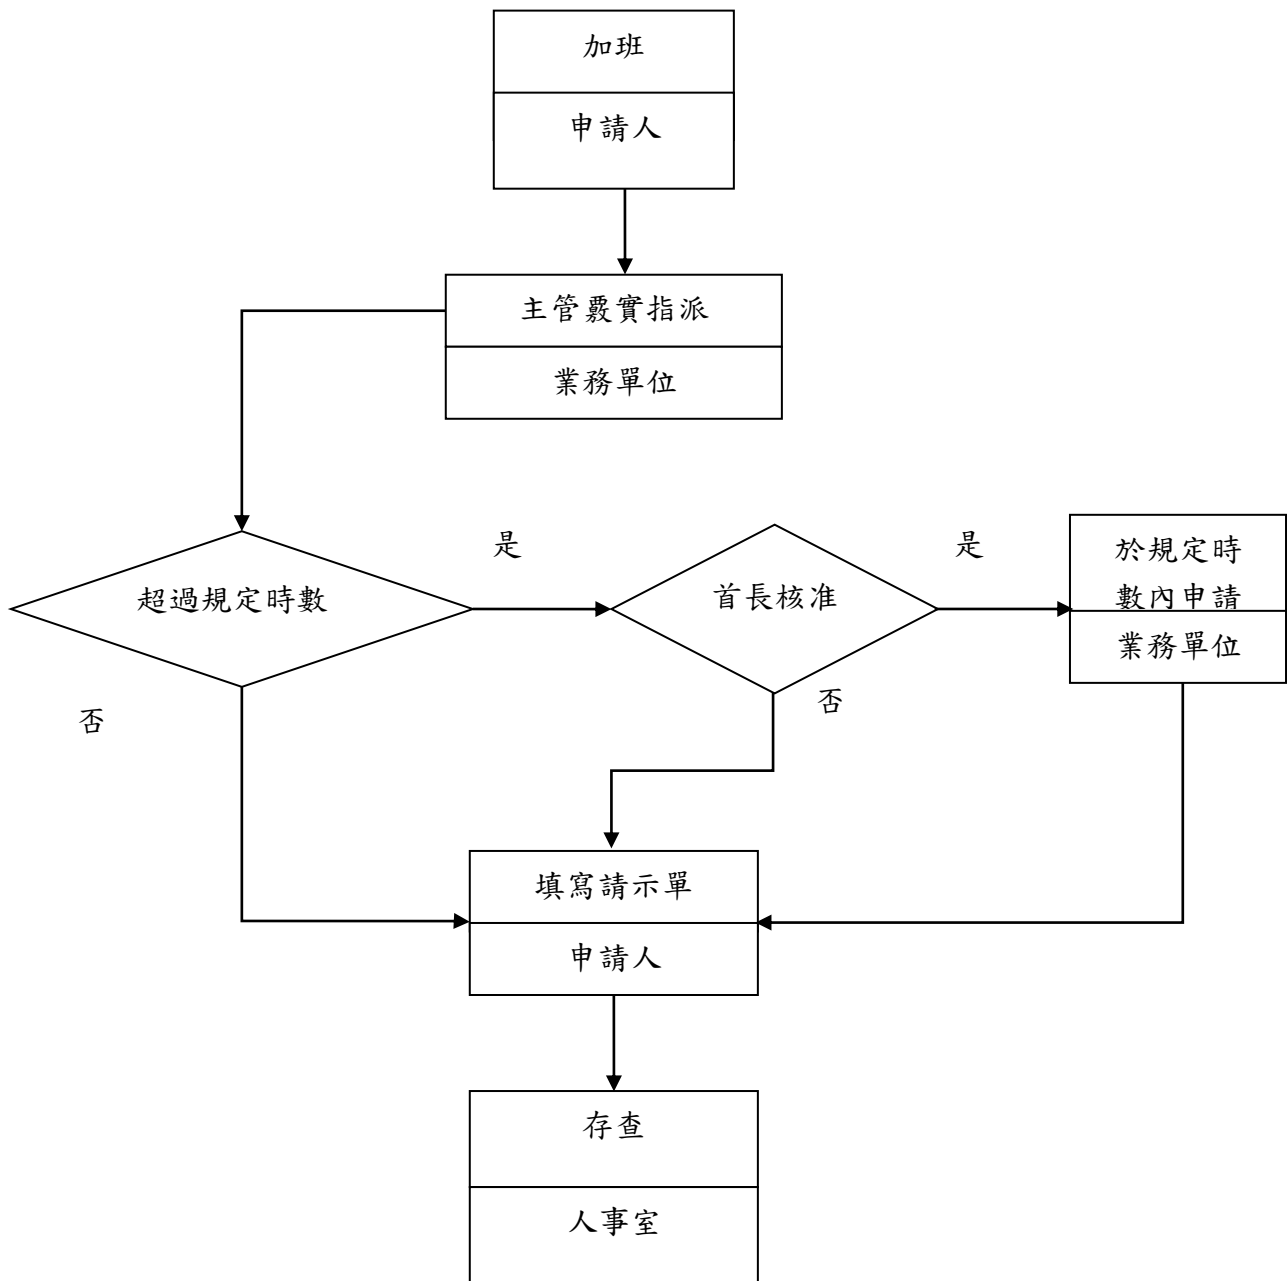 加班
申請人
主管覈實指派
業務單位
是
是
超過規定時數
首長核准
於規定時
數內申請
業務單位
否
否
填寫請示單
申請人
存查
人事室